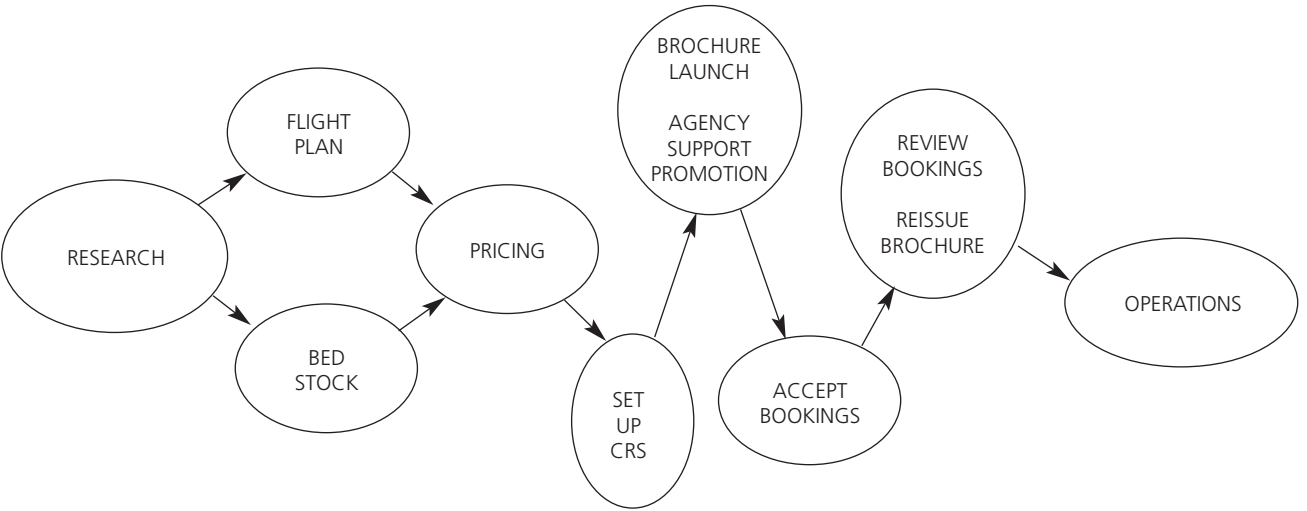 RESEARCH
FLIGHT
PLAN
BED
STOCK
PRICING
SET
UP
CRS
BROCHURE
LAUNCH
AGENCY
SUPPORT
PROMOTION
ACCEPT
BOOKINGS
REVIEW
BOOKINGS
REISSUE
BROCHURE
OPERATIONS